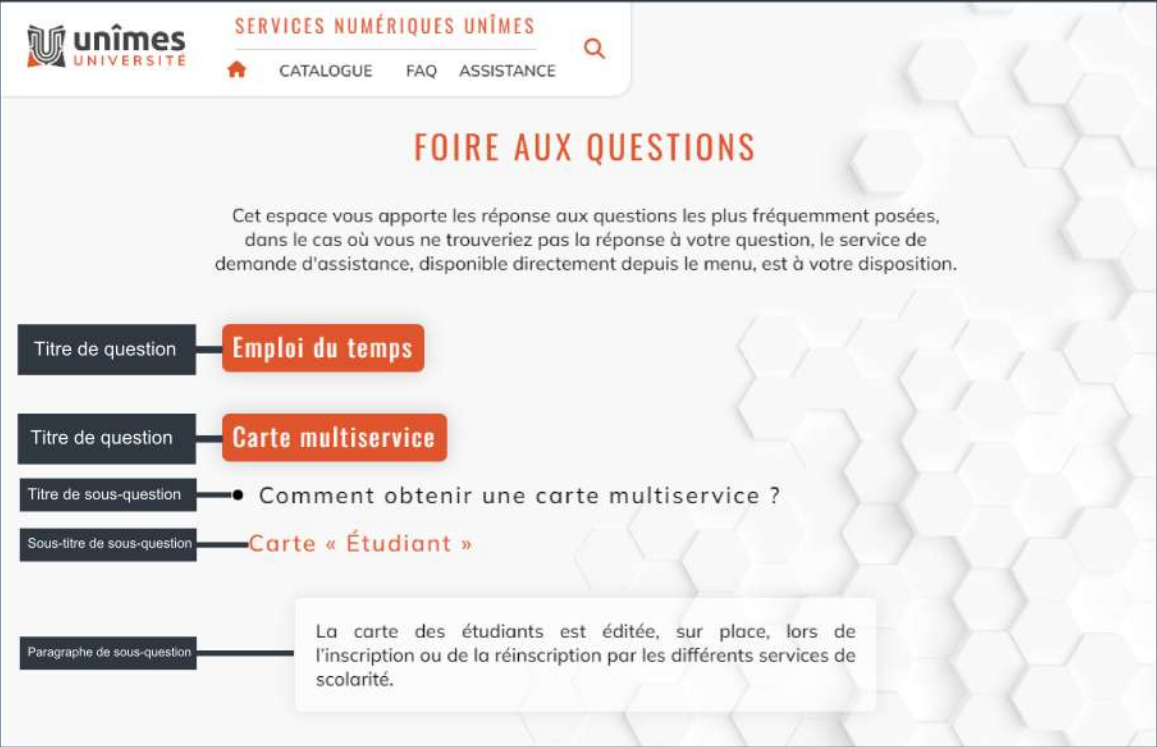 unîmes
UNIVERSITÉ
SERVICES NUMÉRIQUES UNÎMES
CATALOGUE FAQ ASSISTANCE
FOIRE AUX QUESTIONS
Cet espace vous apporte les réponse aux questions les plus fréquemment posées,
dans le cas où vous ne trouveriez pas la réponse à votre question, le service de
demande d'assistance, disponible directement depuis le menu, est à votre disposition.
Titre de question
Emploi du temps
Titre de question
Carte multiservice
Titre de sous-question
Comment obtenir une carte multiservice ?
Sous-titre de sous-question
Carte « Étudiant »
Paragraphe de sous-question
La carte des étudiants est éditée, sur place, lors de
l'inscription ou de la réinscription par les différents services de
scolarité.